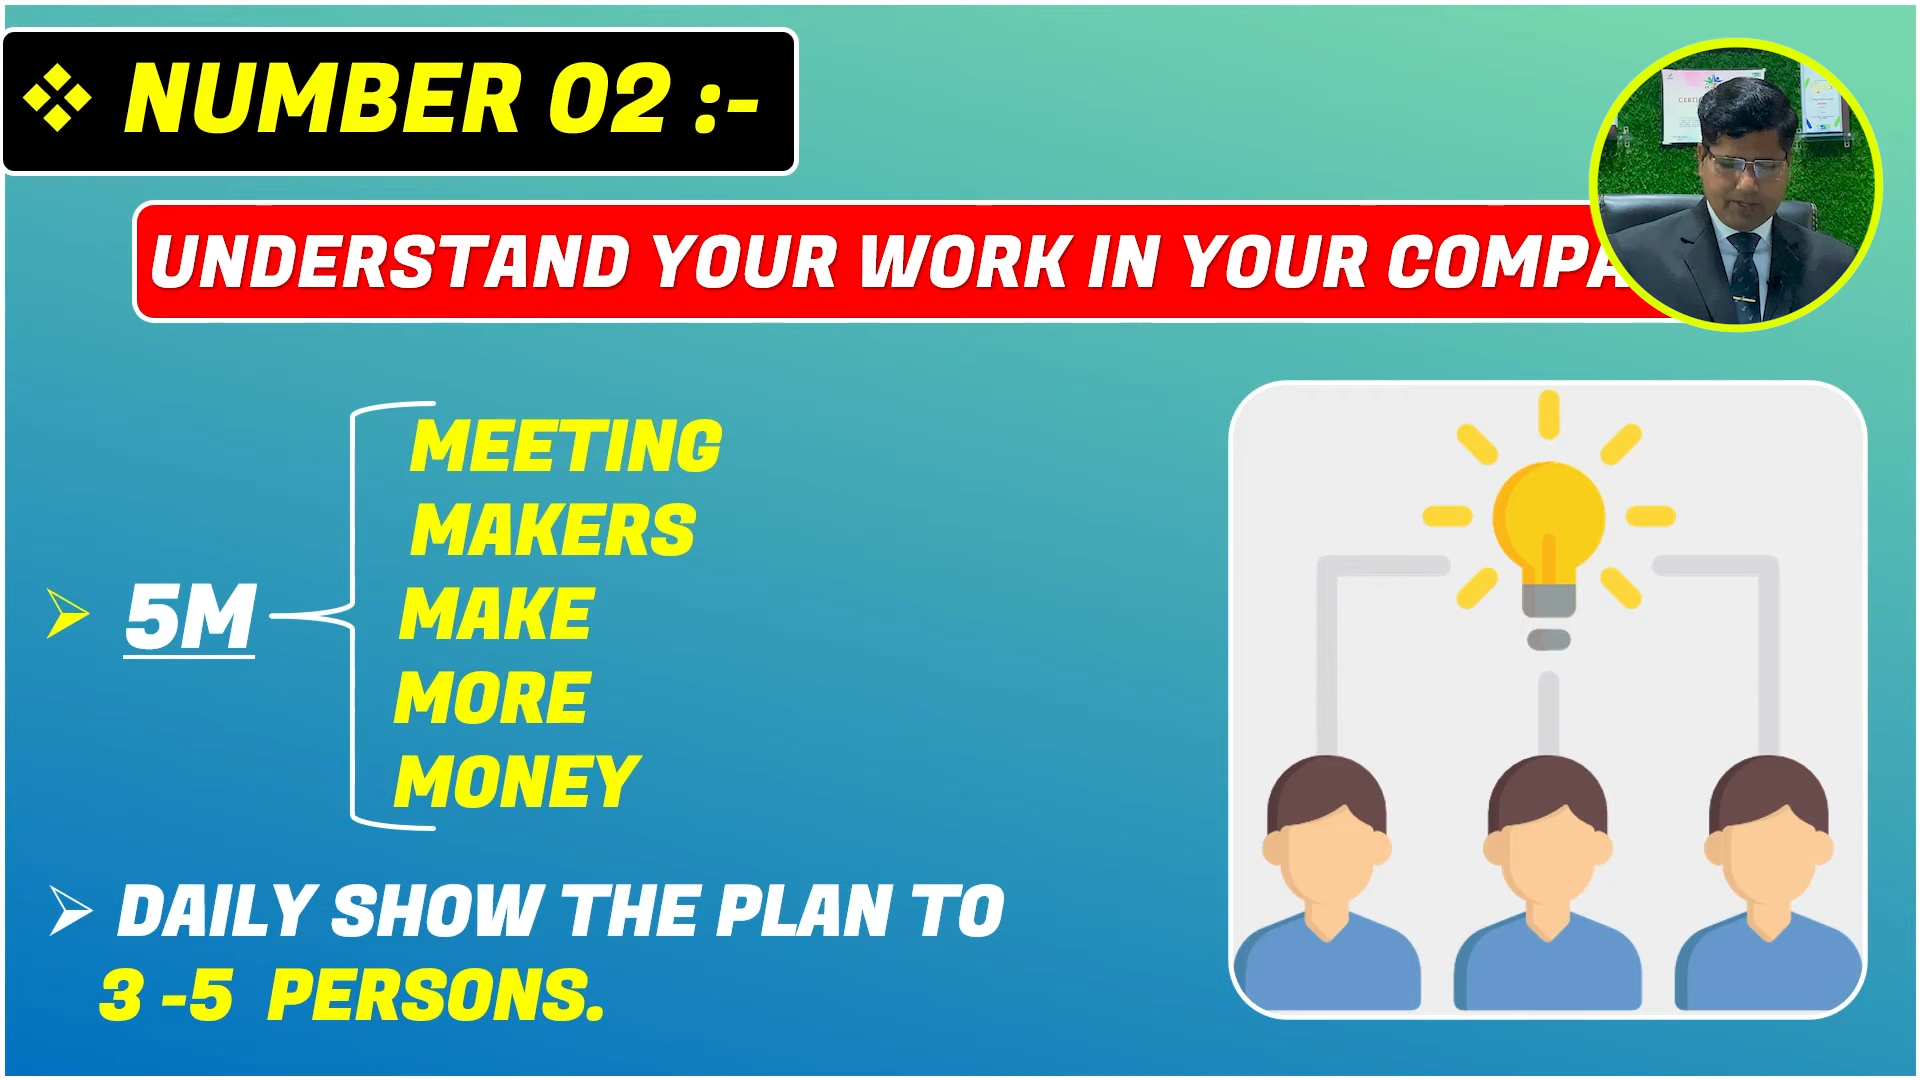 ❖ NUMBER 02 :-
UNDERSTAND YOUR WORK IN YOUR
5M
MEETING
MAKERS
MAKE
MORE
MONEY
DAILY SHOW THE PLAN TO
3 -5 PERSONS.